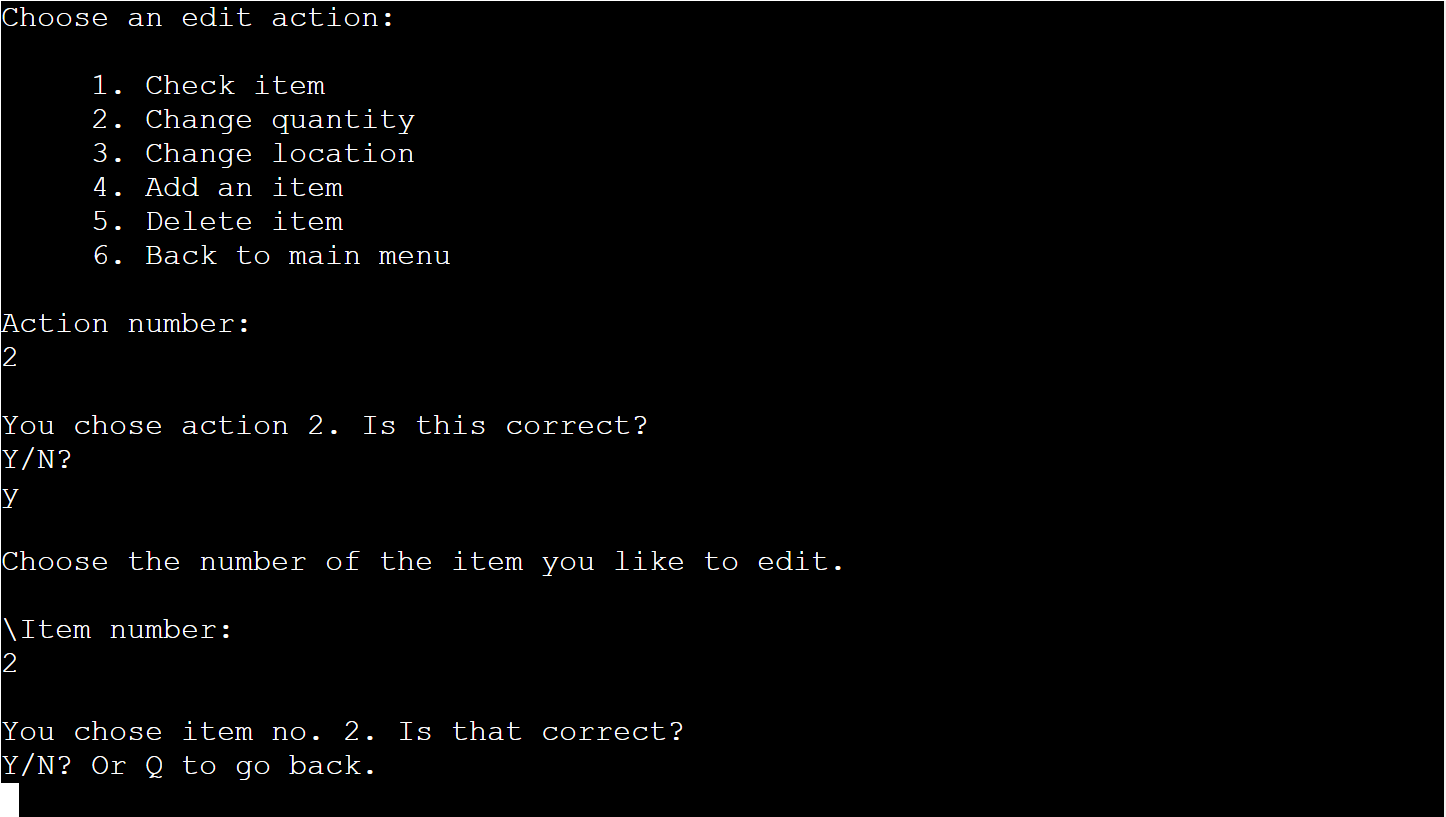 Choose an edit action:
1. Check item
2. Change quantity
3. Change location
4. Add an item
5. Delete item
6. Back to main menu
Action number:
2
You chose action 2. Is this correct?
Y/N?
y
Choose the number of the item you like to edit.
\Item number:
2
You chose item no. 2. Is that correct?
Y/N? Or Q to go back.